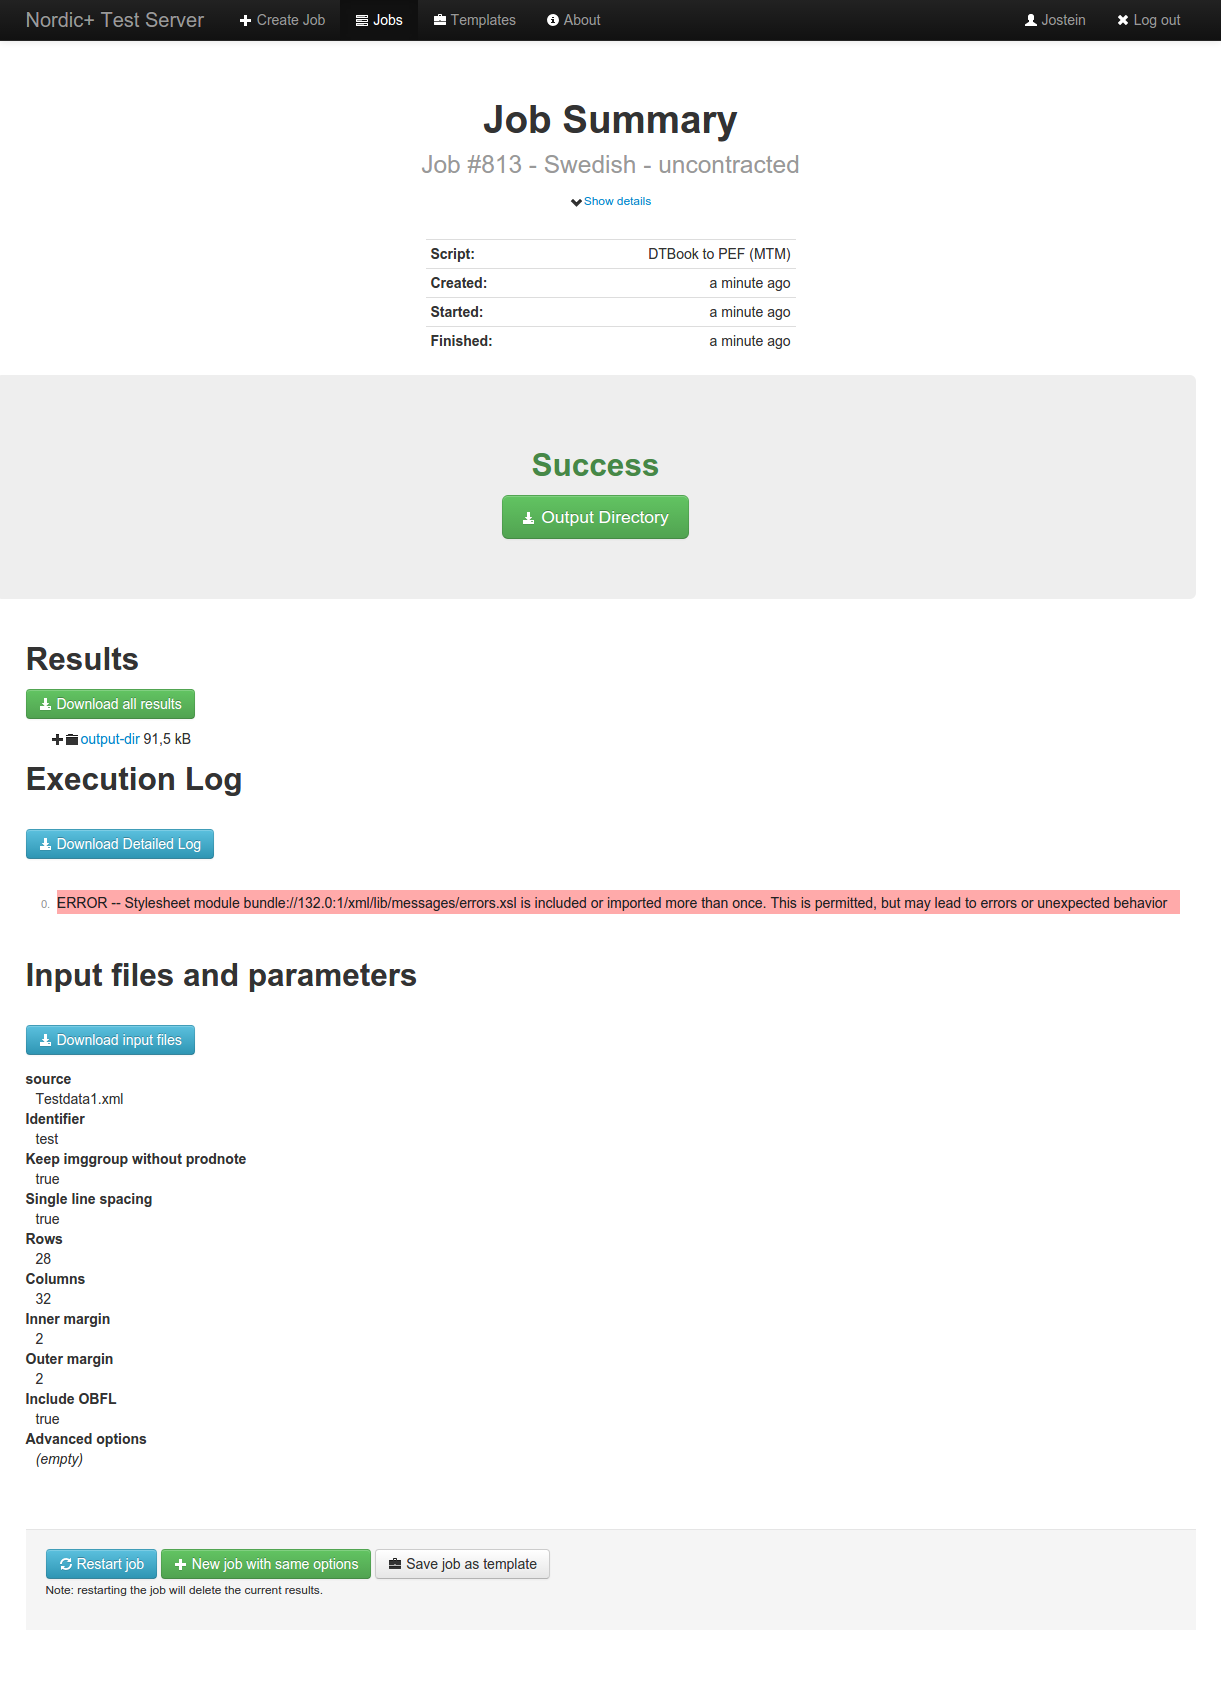 Nordic+ Test Server Create Job Jobs Templates About Jostein Log out
Job Summary
Job #813 - Swedish - uncontracted
Show details
Script: DTBook to PEF (MTM)
Created: a minute ago
Started: a minute ago
Finished: a minute ago
Success
Output Directory
Results
Download all results
output-dir 91,5 kB
Execution Log
Download Detailed Log
0. ERROR -- Stylesheet module bundle://132.0:1/xml/lib/messages/errors.xsl is included or imported more than once. This is permitted, but may lead to errors or unexpected behavior
Input files and parameters
Download input files
source
Testdata1.xml
Identifier
test
Keep imggroup without prodnote
true
Single line spacing
true
Rows
28
Columns
32
Inner margin
2
Outer margin
2
Include OBFL
true
Advanced options
(empty)
Restart job New job with same options Save job as template
Note: restarting the job will delete the current results.